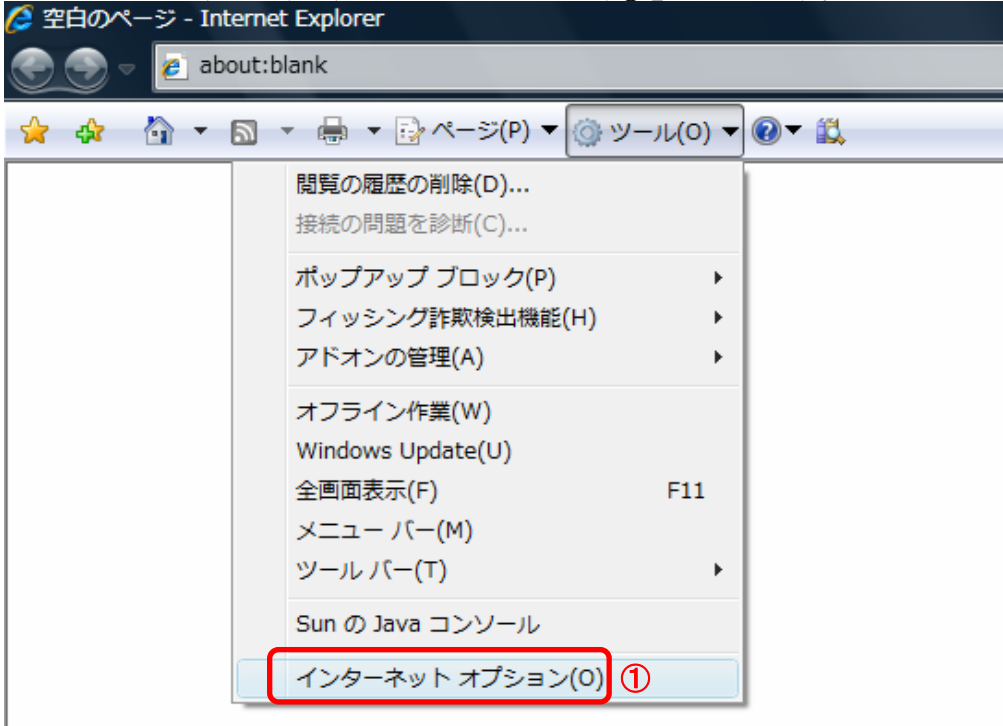 空白のページ - Internet Explorer
about:blank
ページ(P) ツール(O)
閲覧の履歴の削除(D)...
接続の問題を診断(C)...
ポップアップ ブロック(P)
フィッシング詐欺検出機能(H)
アドオンの管理(A)
オフライン作業(W)
Windows Update(U)
全画面表示(F) F11
メニュー バー(M)
ツール バー(T)
Sun の Java コンソール
インターネット オプション(O) ①